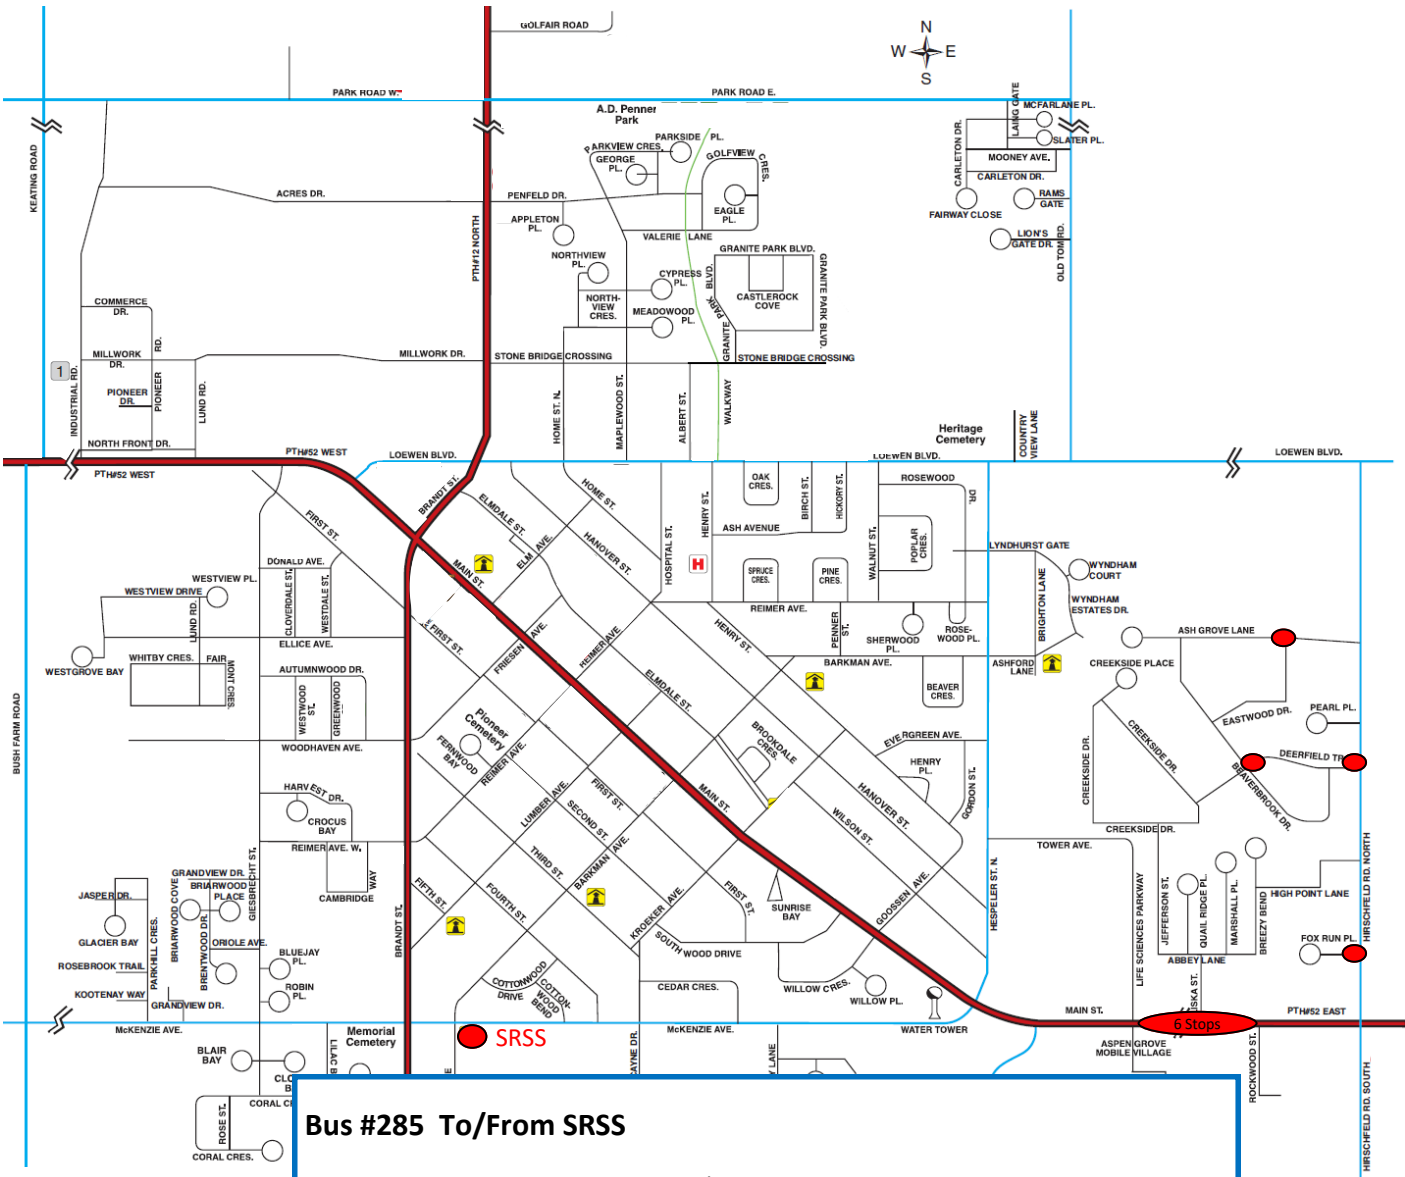 GOLFAIR ROAD
N
W E
S
PARK ROAD W.
PARK ROAD E.
A.D. Penner
Park
PARKSIDE PL.
PARKVIEW CRES.
GEORGE
PL.
GOLFVIEW
CRES.
EAGLE
PL.
LAING GATE
MCFARLANE PL.
SLATER PL.
CARLETON DR.
MOONEY AVE.
CARLETON DR.
RAMS
GATE
FAIRWAY CLOSE
LION'S
GATE DR.
OLD TOM RD.
KEATING ROAD
ACRES DR.
PENFELD DR.
PTH#12 NORTH
APPLETON
PL.
VALERIE LANE
NORTHVIEW
PL.
CYPRESS
PL.
NORTH-
VIEW
CRES.
MEADOWOOD
PL.
GRANITE PARK BLVD.
GRANITE PARK BLVD.
GRANITE PARK BLVD.
CASTLEROCK
COVE
COMMERCE
DR.
MILLWORK
DR.
MILLWORK DR.
STONE BRIDGE CROSSING
STONE BRIDGE CROSSING
1
INDUSTRIAL RD.
PIONEER
DR.
PIONEER RD.
LUND RD.
NORTH FRONT DR.
HOME ST. N.
MAPLEWOOD ST.
ALBERT ST.
WALKWAY
Heritage
Cemetery
COUNTRY
VIEW LANE
PTH#52 WEST
PTH#52 WEST
LOEWEN BLVD.
LOEWEN BLVD.
LOEWEN BLVD.
BRANDT ST.
ELMDALE ST.
HOME ST.
HANOVER ST.
ELM AVE.
FIRST ST.
MAIN ST.
HOSPITAL ST.
HENRY ST.
H
OAK
CRES.
BIRCH ST.
HICKORY ST.
ASH AVENUE
ROSEWOOD
DR.
WALNUT ST.
POPLAR
CRES.
SPRUCE
CRES.
PINE
CRES.
LYNDHURST GATE
WYNDHAM
COURT
WYNDHAM
ESTATES DR.
BRIGHTON LANE
DONALD AVE.
CLOVERDALE ST.
WESTDALE ST.
WESTVIEW PL.
WESTVIEW DRIVE
LUND RD.
ELLICE AVE.
WESTGROVE BAY
WHITBY CRES.
FAIR
MONT CRES.
AUTUMNWOOD DR.
WESTWOOD
ST.
GREENWOOD
WOODHAVEN AVE.
BUSH FARM ROAD
FIRST ST.
FRIESEN AVE.
REIMER AVE.
REIMER AVE.
HENRY ST.
PENNER
ST.
SHERWOOD
PL.
ROSE-
WOOD PL.
BARKMAN AVE.
ASHFORD
LANE
BEAVER
CRES.
ASH GROVE LANE
CREEKSIDE PLACE
EASTWOOD DR.
PEARL PL.
DEERFIELD TR.
BEAVERBROOK DR.
CREEKSIDE DR.
CREEKSIDE DR.
CREEKSIDE DR.
ELMDALE ST.
BROOKDALE
CRES.
Pioneer
Cemetery
FERNWOOD
BAY
REIMER AVE.
LUMBER AVE.
FIRST ST.
SECOND ST.
THIRD ST.
BARKMAN AVE.
MAIN ST.
EVERGREEN AVE.
HENRY
PL.
GORDON ST.
HANOVER ST.
WILSON ST.
HARVEST DR.
CROCUS
BAY
REIMER AVE. W.
CAMBRIDGE
WAY
GIESBRECHT ST.
GRANDVIEW DR.
BRIARWOOD
PLACE
BRIARWOOD COVE
BRENTWOOD DR.
ORIOLE AVE.
JASPER DR.
GLACIER BAY
PARKHILL CRES.
ROSEBROOK TRAIL
KOOTENAY WAY
GRANDVIEW DR.
BLUEJAY
PL.
ROBIN
PL.
BRANDT ST.
FIFTH ST.
FOURTH ST.
KROEKER AVE.
FIRST ST.
SUNRISE
BAY
GOOSSEN AVE.
HESPELER ST. N.
SOUTH WOOD DRIVE
COTTONWOOD
DRIVE
COTTON-
WOOD
BEND
CEDAR CRES.
WILLOW CRES.
WILLOW PL.
WATER TOWER
TOWER AVE.
LIFE SCIENCES PARKWAY
JEFFERSON ST.
QUAIL RIDGE PL.
MARSHALL PL.
BREEZY BEND
HIGH POINT LANE
HIRSCHFELD RD. NORTH
FOX RUN PL.
ABBEY LANE
SKA ST.
McKENZIE AVE.
McKENZIE AVE.
MAIN ST.
6 Stops
PTH#52 EAST
ASPEN GROVE
MOBILE VILLAGE
ROCKWOOD ST.
HIRSCHFELD RD. SOUTH
Memorial
Cemetery
LILAC B
SRSS
AYNE DR.
Y LANE
BLAIR
BAY
CLO
B
CORAL C
ROSE ST.
CORAL CRES.
Bus #285 To/From SRSS